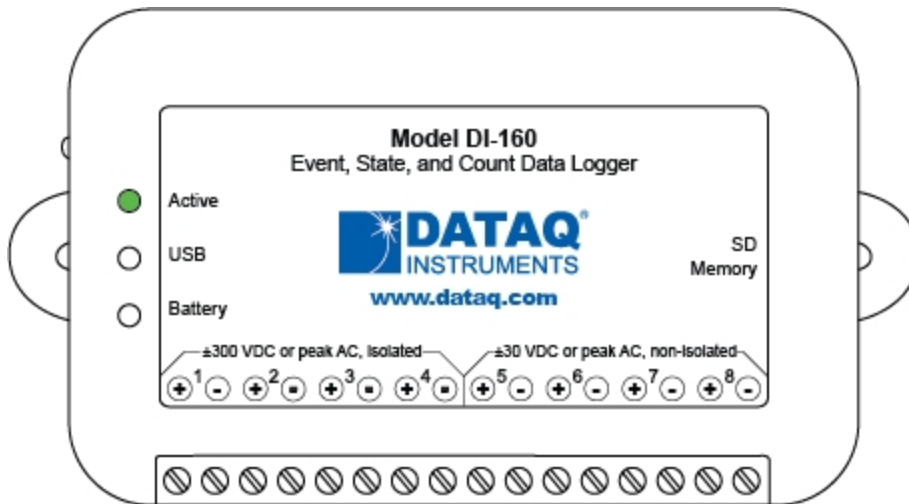 Model DI-160
Event, State, and Count Data Logger
Active
DATAQ®
INSTRUMENTS
USB
SD
Memory
www.dataq.com
Battery
±300 VDC or peak AC, Isolated
±30 VDC or peak AC, non-Isolated
+ 1 - + 2 = + 3 = + 4 = + 5 - + 6 - + 7 - + 8 -